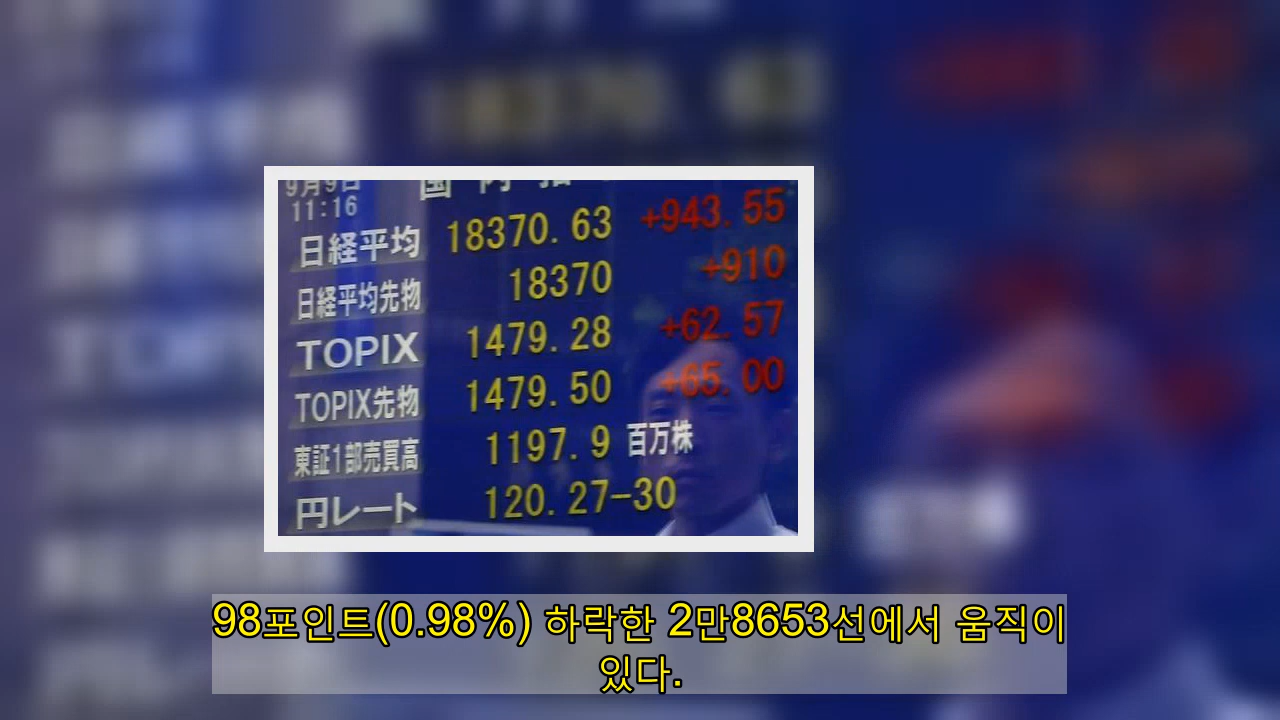 9月9日
11:16
日経平均 18370.63 +943.55
日経平均先物 18370 +910
TOPIX 1479.28 +62.57
TOPIX先物 1479.50 +65.00
東証1部売買高 1197.9 百万株
円レート 120.27-30
98포인트(0.98%) 하락한 2만8653선에서 움직이
있다.